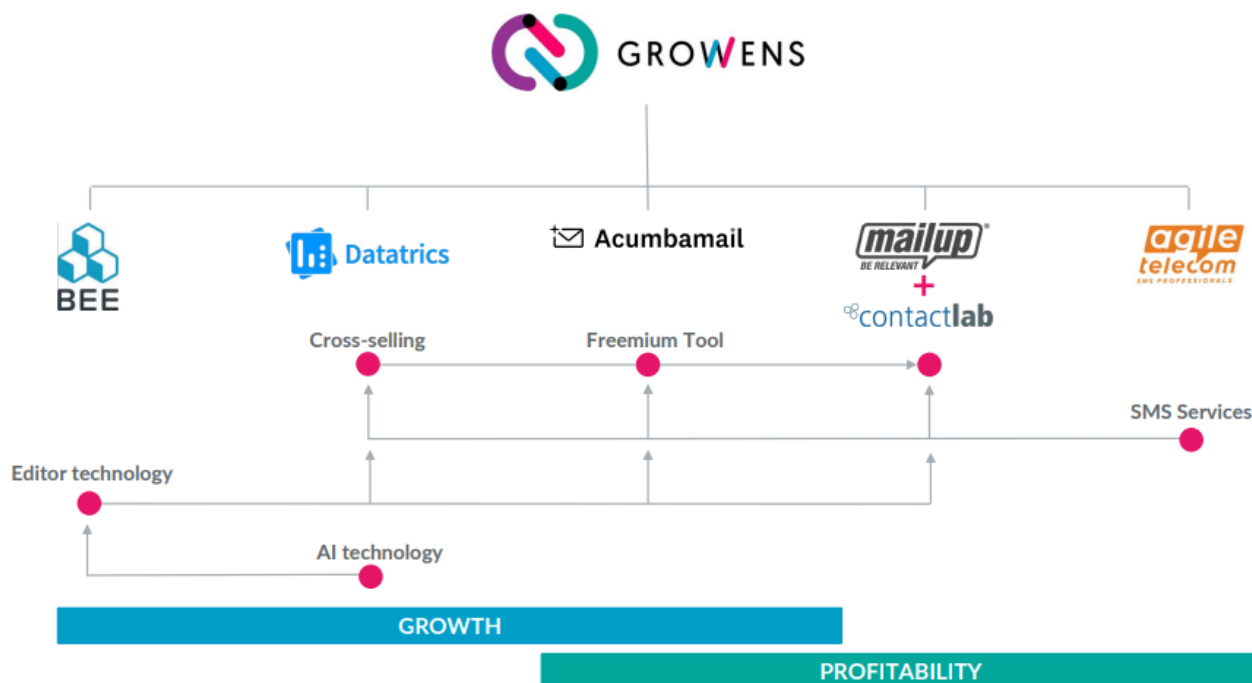 GROWENS
BEE
Datatrics
Acumbamail
mailup®
BE RELEVANT
+
contactlab
agile
telecom
SMS PROFESSIONALS
Cross-selling
Freemium Tool
SMS Services
Editor technology
AI technology
GROWTH
PROFITABILITY